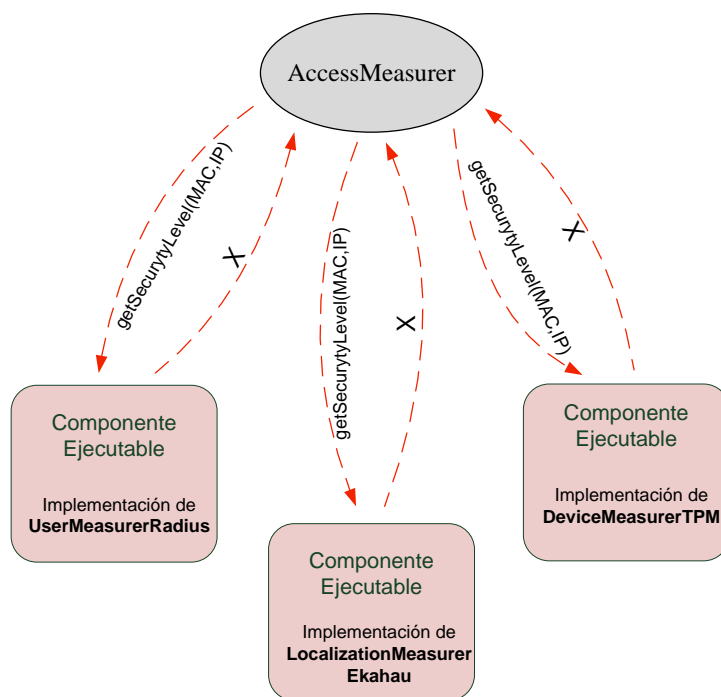 AccessMeasurer
getSecurytyLevel(MAC,IP)
X
getSecurytyLevel(MAC,IP)
X
getSecurytyLevel(MAC,IP)
X
Componente
Ejecutable
Implementación de
UserMeasurerRadius
Componente
Ejecutable
Implementación de
LocalizationMeasurer
Ekahau
Componente
Ejecutable
Implementación de
DeviceMeasurerTPM